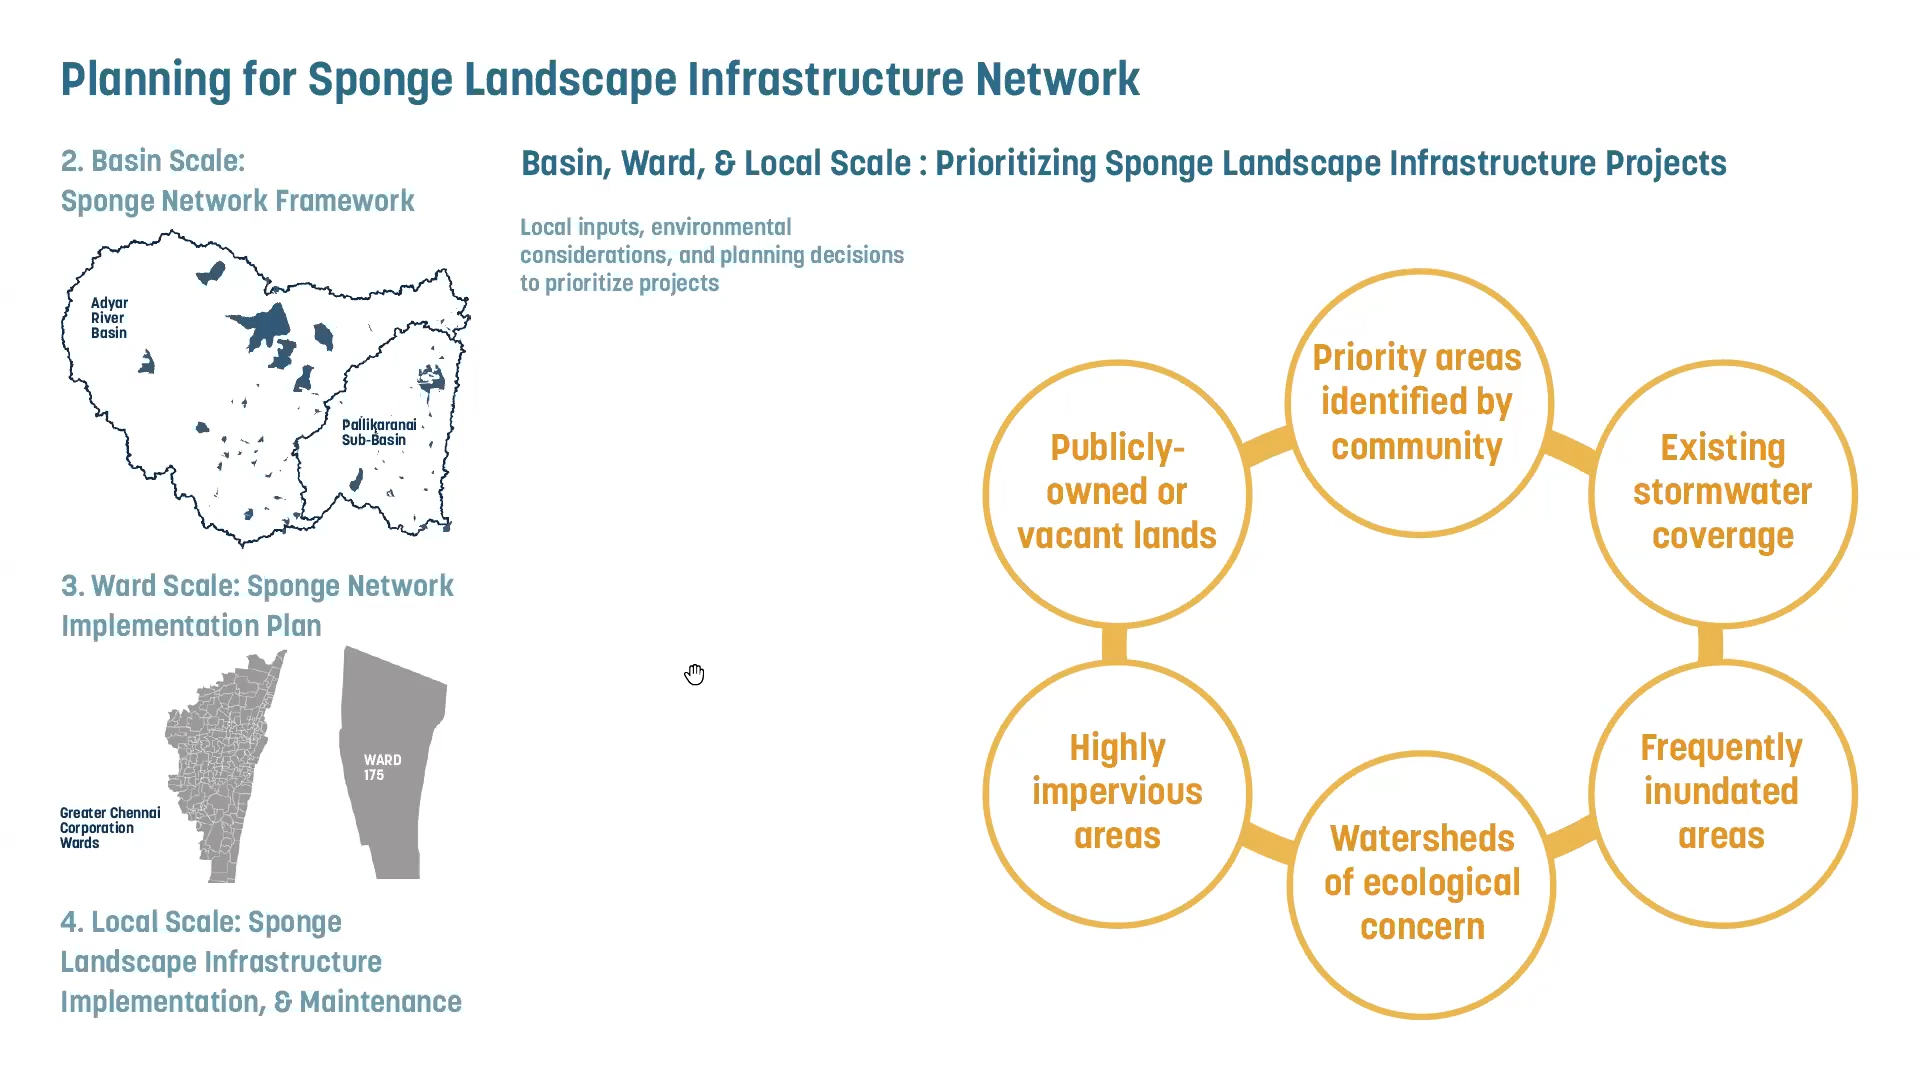 Planning for Sponge Landscape Infrastructure Network
2. Basin Scale:
Sponge Network Framework
Adyar
River
Basin
Pallikaranai
Sub-Basin
3. Ward Scale: Sponge Network
Implementation Plan
WARD
175
Greater Chennai
Corporation
Wards
4. Local Scale: Sponge
Landscape Infrastructure
Implementation, & Maintenance
Basin, Ward, & Local Scale : Prioritizing Sponge Landscape Infrastructure Projects
Local inputs, environmental
considerations, and planning decisions
to prioritize projects
Priority areas
identified by
community
Publicly-
owned or
vacant lands
Existing
stormwater
coverage
Highly
impervious
areas
Frequently
inundated
areas
Watersheds
of ecological
concern